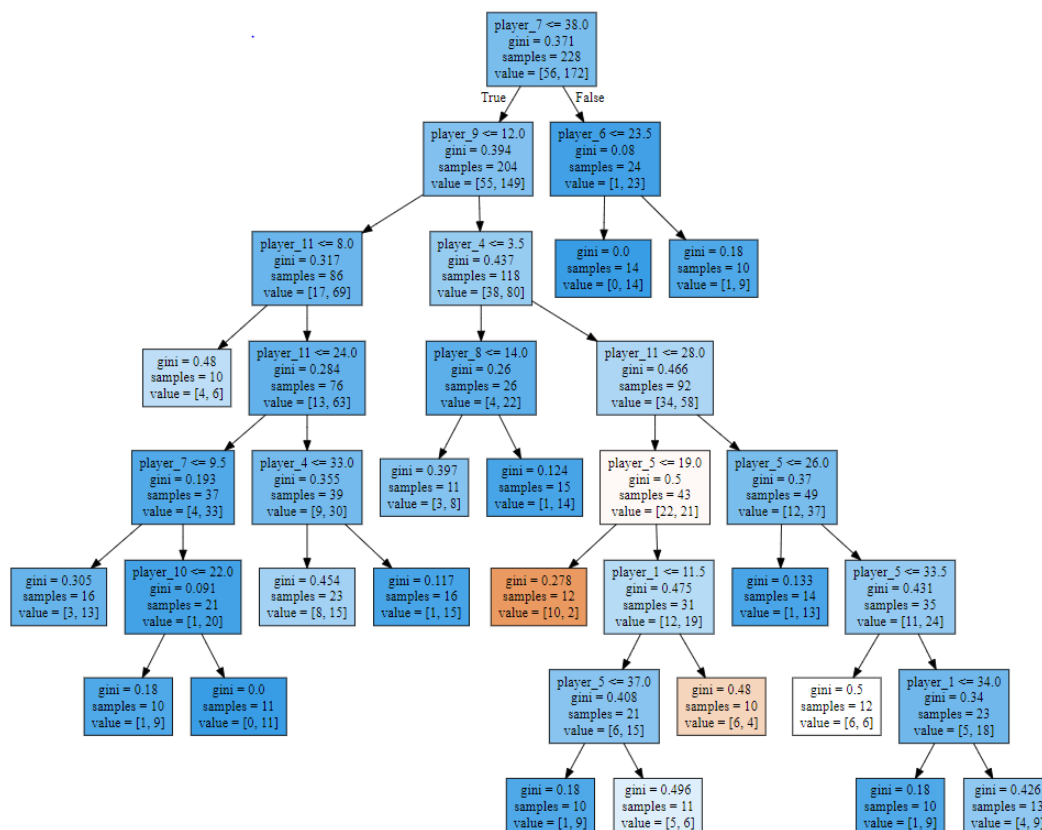 player_7 <= 38.0
gini = 0.371
samples = 228
value = [56, 172]
True
False
player_9 <= 12.0
gini = 0.394
samples = 204
value = [55, 149]
player_6 <= 23.5
gini = 0.08
samples = 24
value = [1, 23]
player_11 <= 8.0
gini = 0.317
samples = 86
value = [17, 69]
player_4 <= 3.5
gini = 0.437
samples = 118
value = [38, 80]
gini = 0.0
samples = 14
value = [0, 14]
gini = 0.18
samples = 10
value = [1, 9]
gini = 0.48
samples = 10
value = [4, 6]
player_11 <= 24.0
gini = 0.284
samples = 76
value = [13, 63]
player_8 <= 14.0
gini = 0.26
samples = 26
value = [4, 22]
player_11 <= 28.0
gini = 0.466
samples = 92
value = [34, 58]
player_7 <= 9.5
gini = 0.193
samples = 37
value = [4, 33]
player_4 <= 33.0
gini = 0.355
samples = 39
value = [9, 30]
gini = 0.397
samples = 11
value = [3, 8]
gini = 0.124
samples = 15
value = [1, 14]
player_5 <= 19.0
gini = 0.5
samples = 43
value = [22, 21]
player_5 <= 26.0
gini = 0.37
samples = 49
value = [12, 37]
gini = 0.305
samples = 16
value = [3, 13]
player_10 <= 22.0
gini = 0.091
samples = 21
value = [1, 20]
gini = 0.454
samples = 23
value = [8, 15]
gini = 0.117
samples = 16
value = [1, 15]
gini = 0.278
samples = 12
value = [10, 2]
player_1 <= 11.5
gini = 0.475
samples = 31
value = [12, 19]
gini = 0.133
samples = 14
value = [1, 13]
player_5 <= 33.5
gini = 0.431
samples = 35
value = [11, 24]
gini = 0.18
samples = 10
value = [1, 9]
gini = 0.0
samples = 11
value = [0, 11]
player_5 <= 37.0
gini = 0.408
samples = 21
value = [6, 15]
gini = 0.48
samples = 10
value = [6, 4]
gini = 0.5
samples = 12
value = [6, 6]
player_1 <= 34.0
gini = 0.34
samples = 23
value = [5, 18]
gini = 0.18
samples = 10
value = [1, 9]
gini = 0.496
samples = 11
value = [5, 6]
gini = 0.18
samples = 10
value = [1, 9]
gini = 0.426
samples = 13
value = [4, 9]